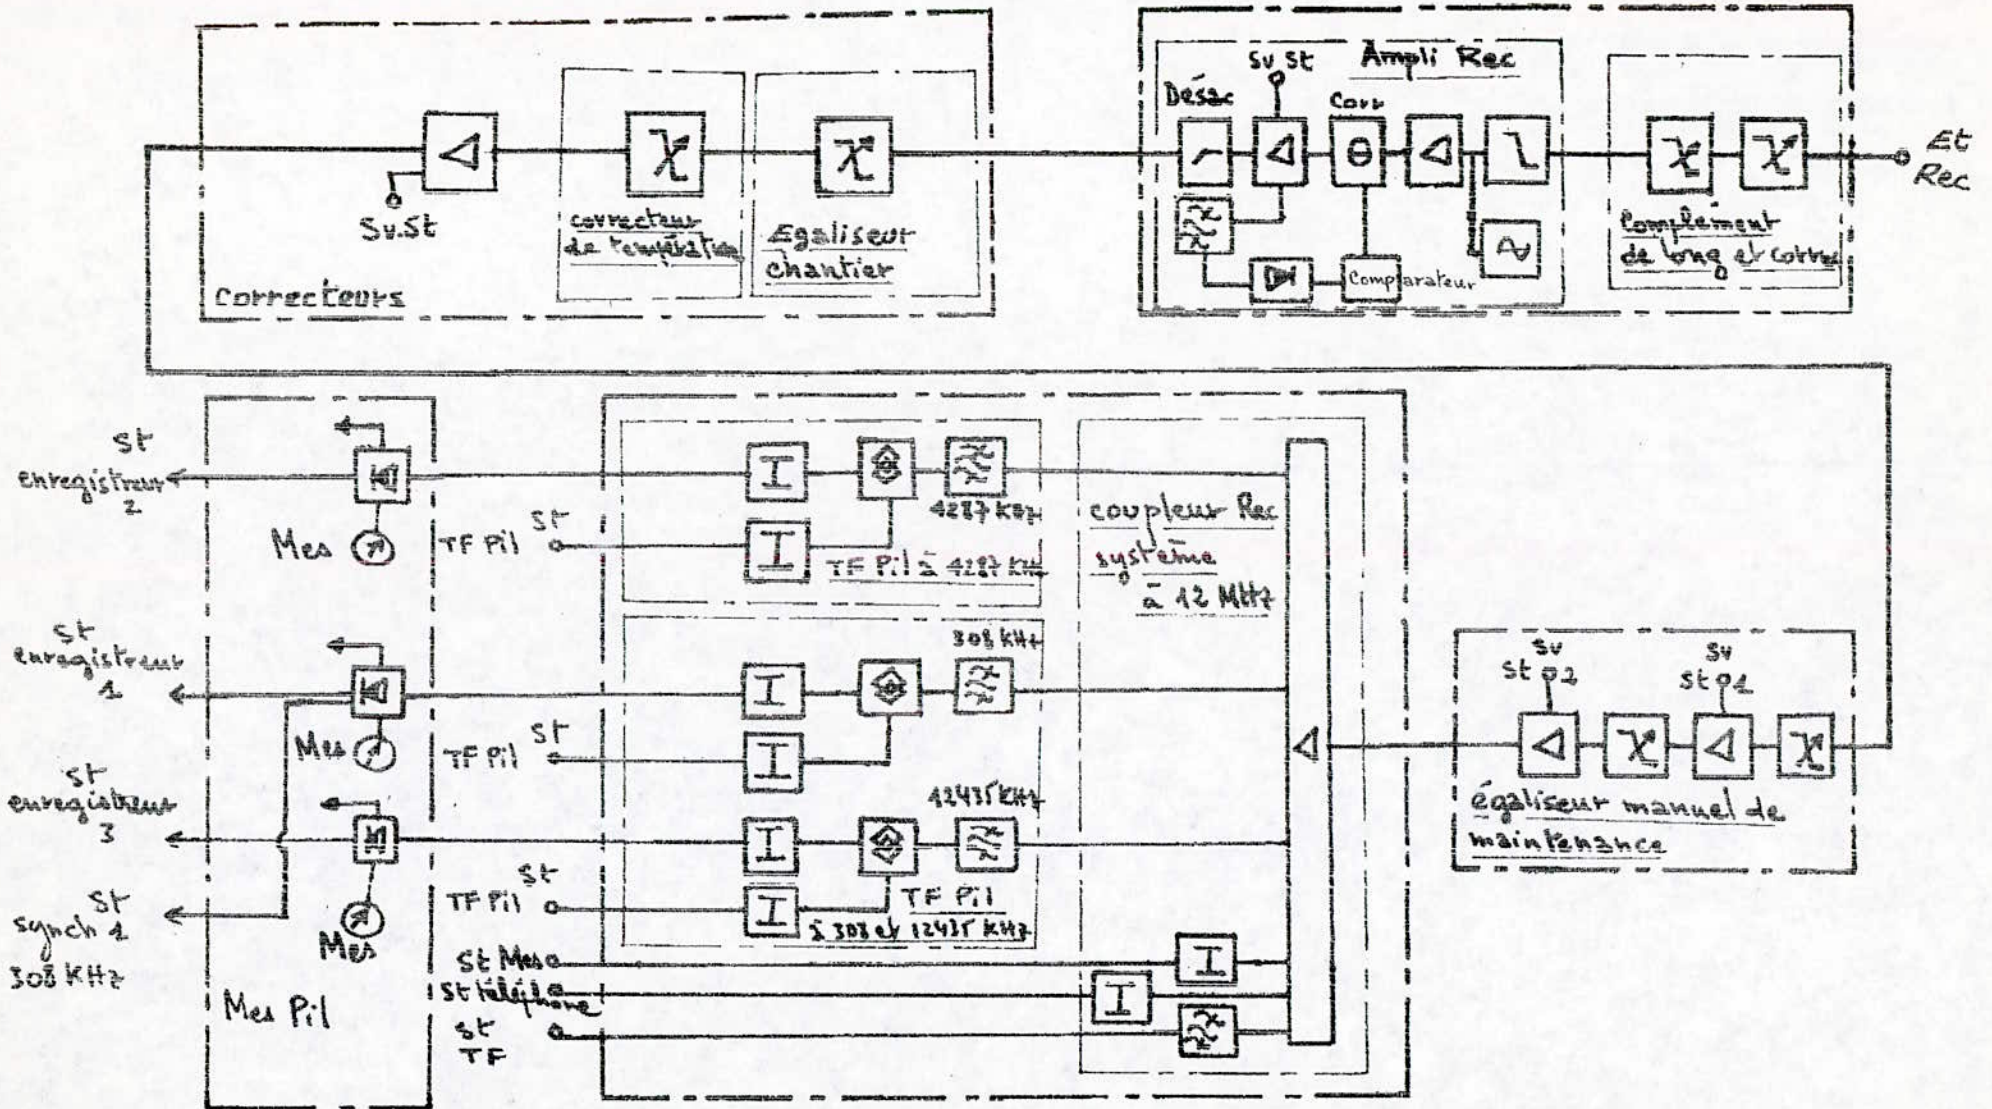 Sv.St
correcteur
de température
Egaliseur
chantier
correcteurs
Désac
Sv St
Ampli Rec
Corr
Comparateur
Complément
de long et corr
Et
Rec
St
enregistreur
2
Mes
TF Pil
St
4287 KHz
TF Pil à 4287 KHz
coupleur Rec
système
à 12 MHz
St
enregistreur
1
Mes
TF Pil
St
308 KHz
St
enregistreur
3
Mes
TF Pil
St
12435 KHz
TF Pil
à 308 et 12435 KHz
St
synch 1
308 KHz
Mes Pil
St Mes
St téléphone
St
TF
Sv
St 2
Sv
St 1
égaliseur manuel de
maintenance